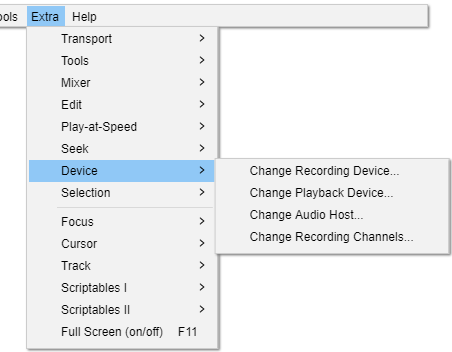 ools Extra Help
Transport
Tools
Mixer
Edit
Play-at-Speed
Seek
Device
Selection
Focus
Cursor
Track
Scriptables I
Scriptables II
Full Screen (on/off) F11
Change Recording Device...
Change Playback Device...
Change Audio Host...
Change Recording Channels...